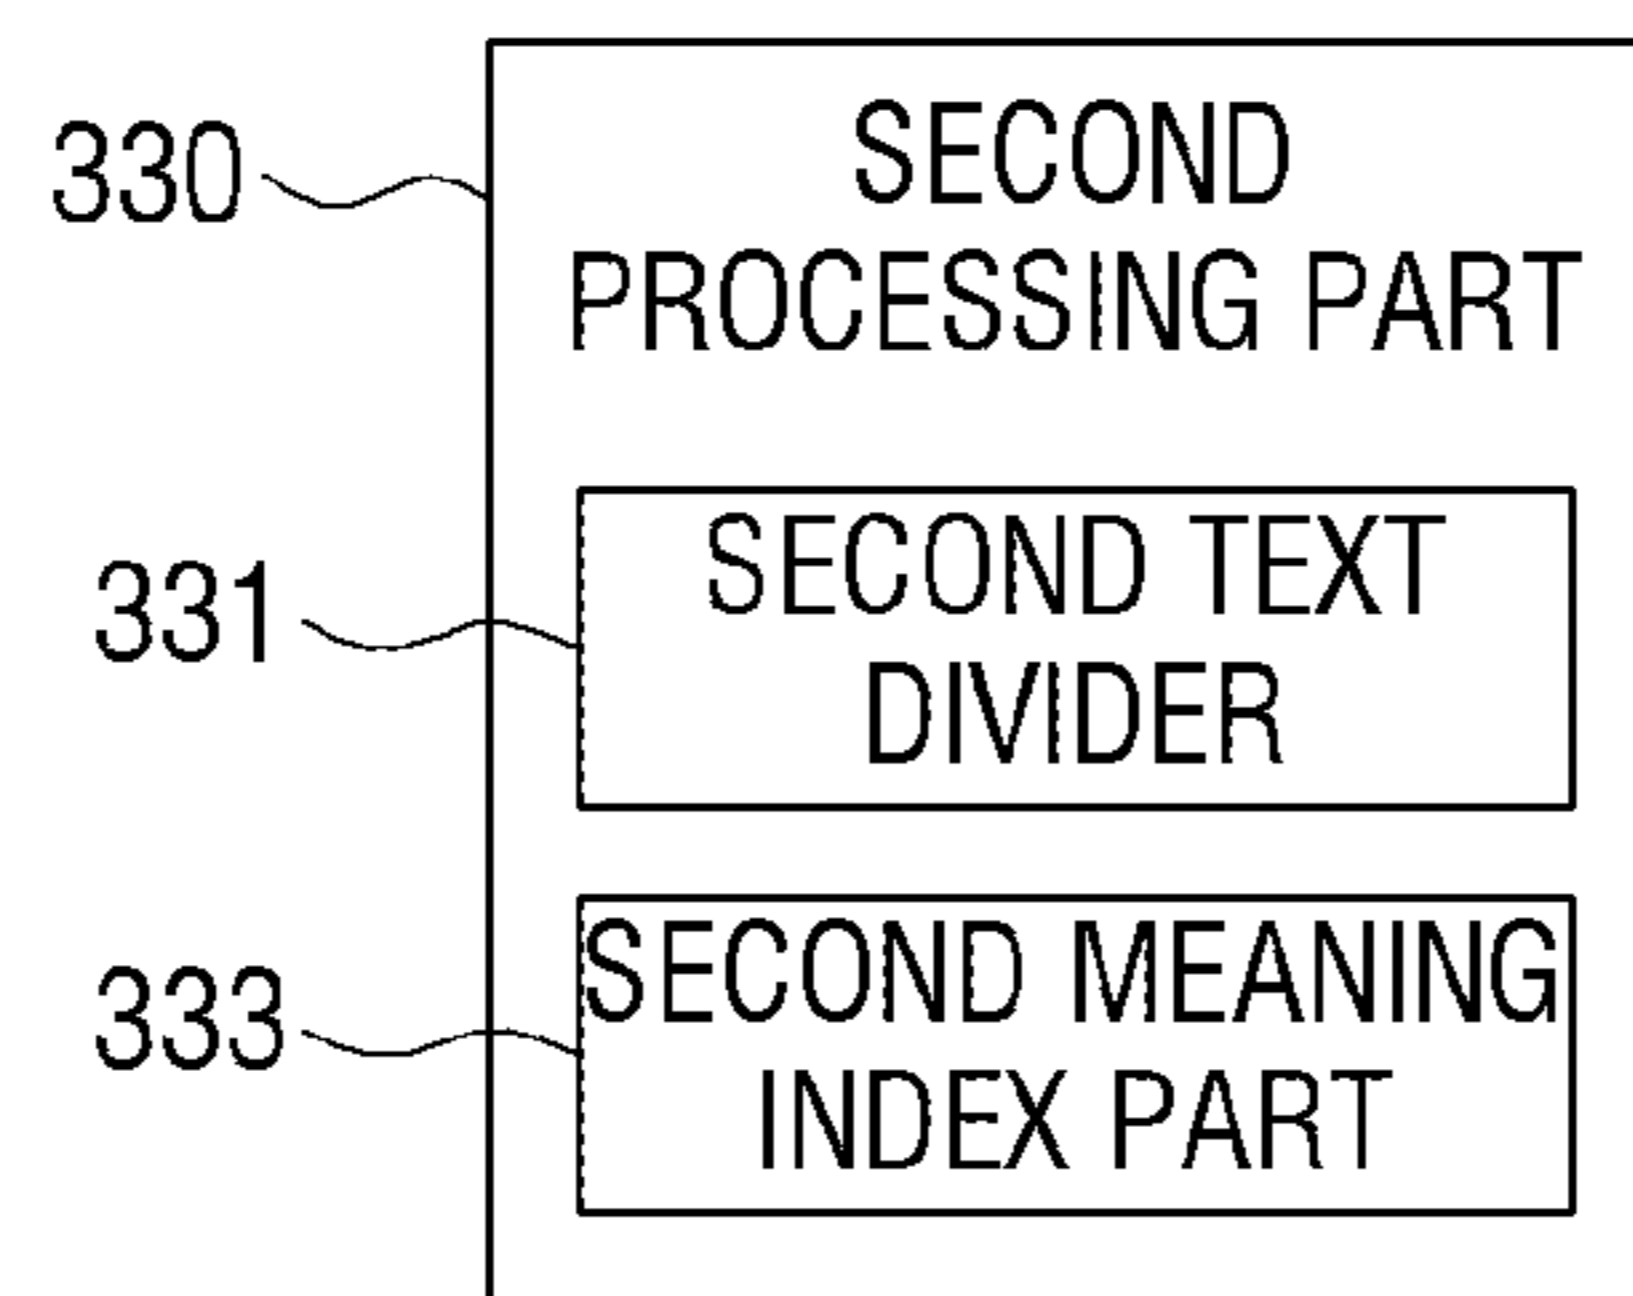 330
SECOND
PROCESSING PART
331
SECOND TEXT
DIVIDER
333
SECOND MEANING
INDEX PART